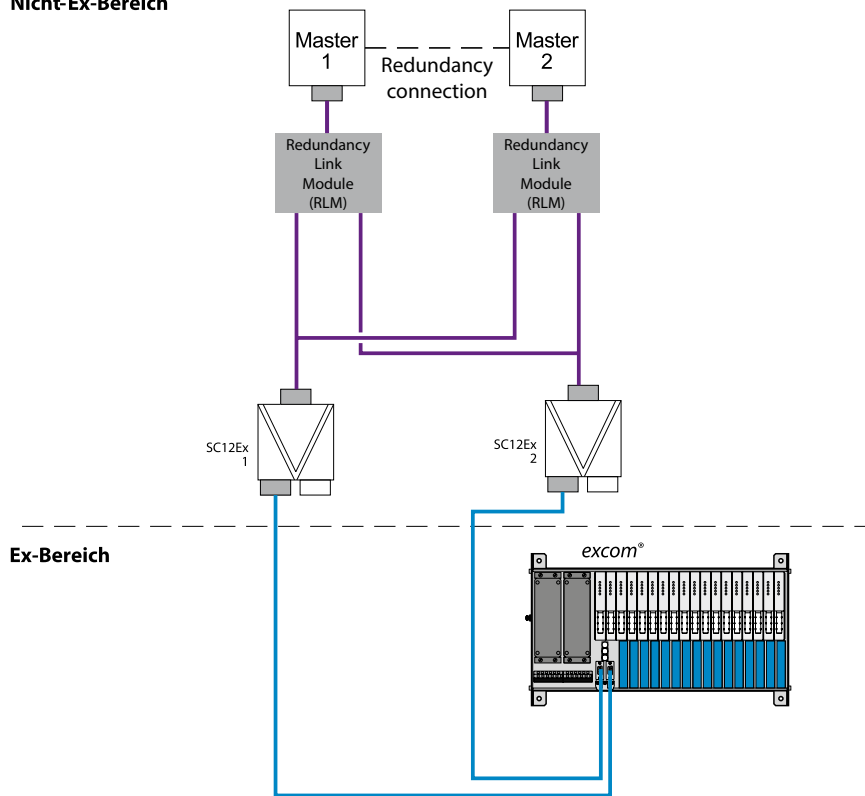 Nicht-Ex-Bereich
Master
1
Redundancy
connection
Master
2
Redundancy
Link
Module
(RLM)
Redundancy
Link
Module
(RLM)
SC12Ex
1
SC12Ex
2
Ex-Bereich
excom®